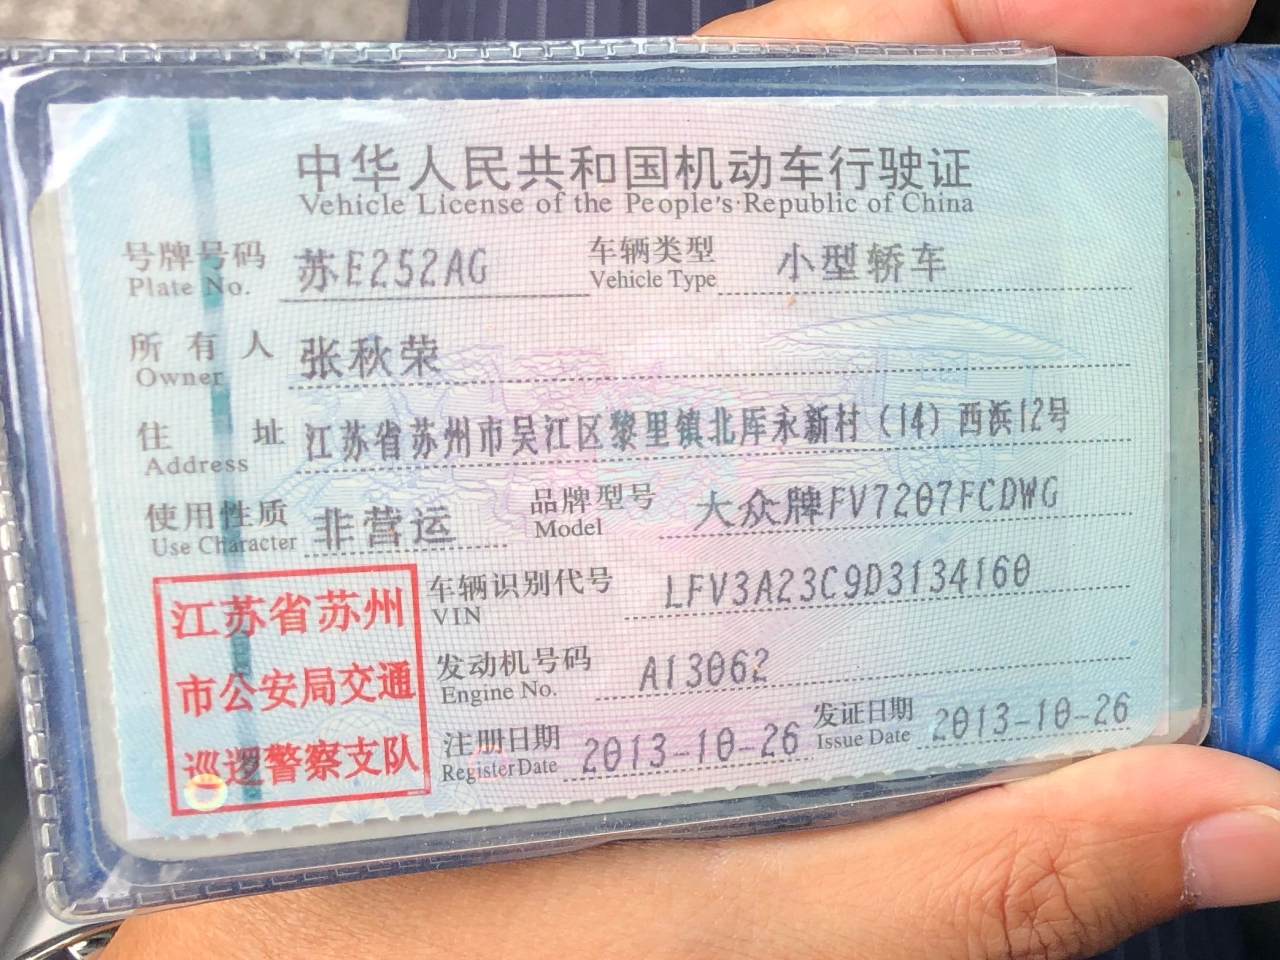 中华人民共和国机动车行驶证
Vehicle License of the People's Republic of China
号牌号码 苏E252AG 车辆类型 小型轿车
Plate No. Vehicle Type
所有人 张秋荣
Owner
住址 江苏省苏州市吴江区黎里镇北厍永新村(14)西浜12号
Address
使用性质 非营运 品牌型号 大众牌FV7207FCDWG
Use Character Model
江苏省苏州
市公安局交通
巡逻警察支队
车辆识别代号 LFV3A23C9D3134160
VIN
发动机号码 A13062
Engine No.
注册日期 2013-10-26 发证日期 2013-10-26
Register Date Issue Date